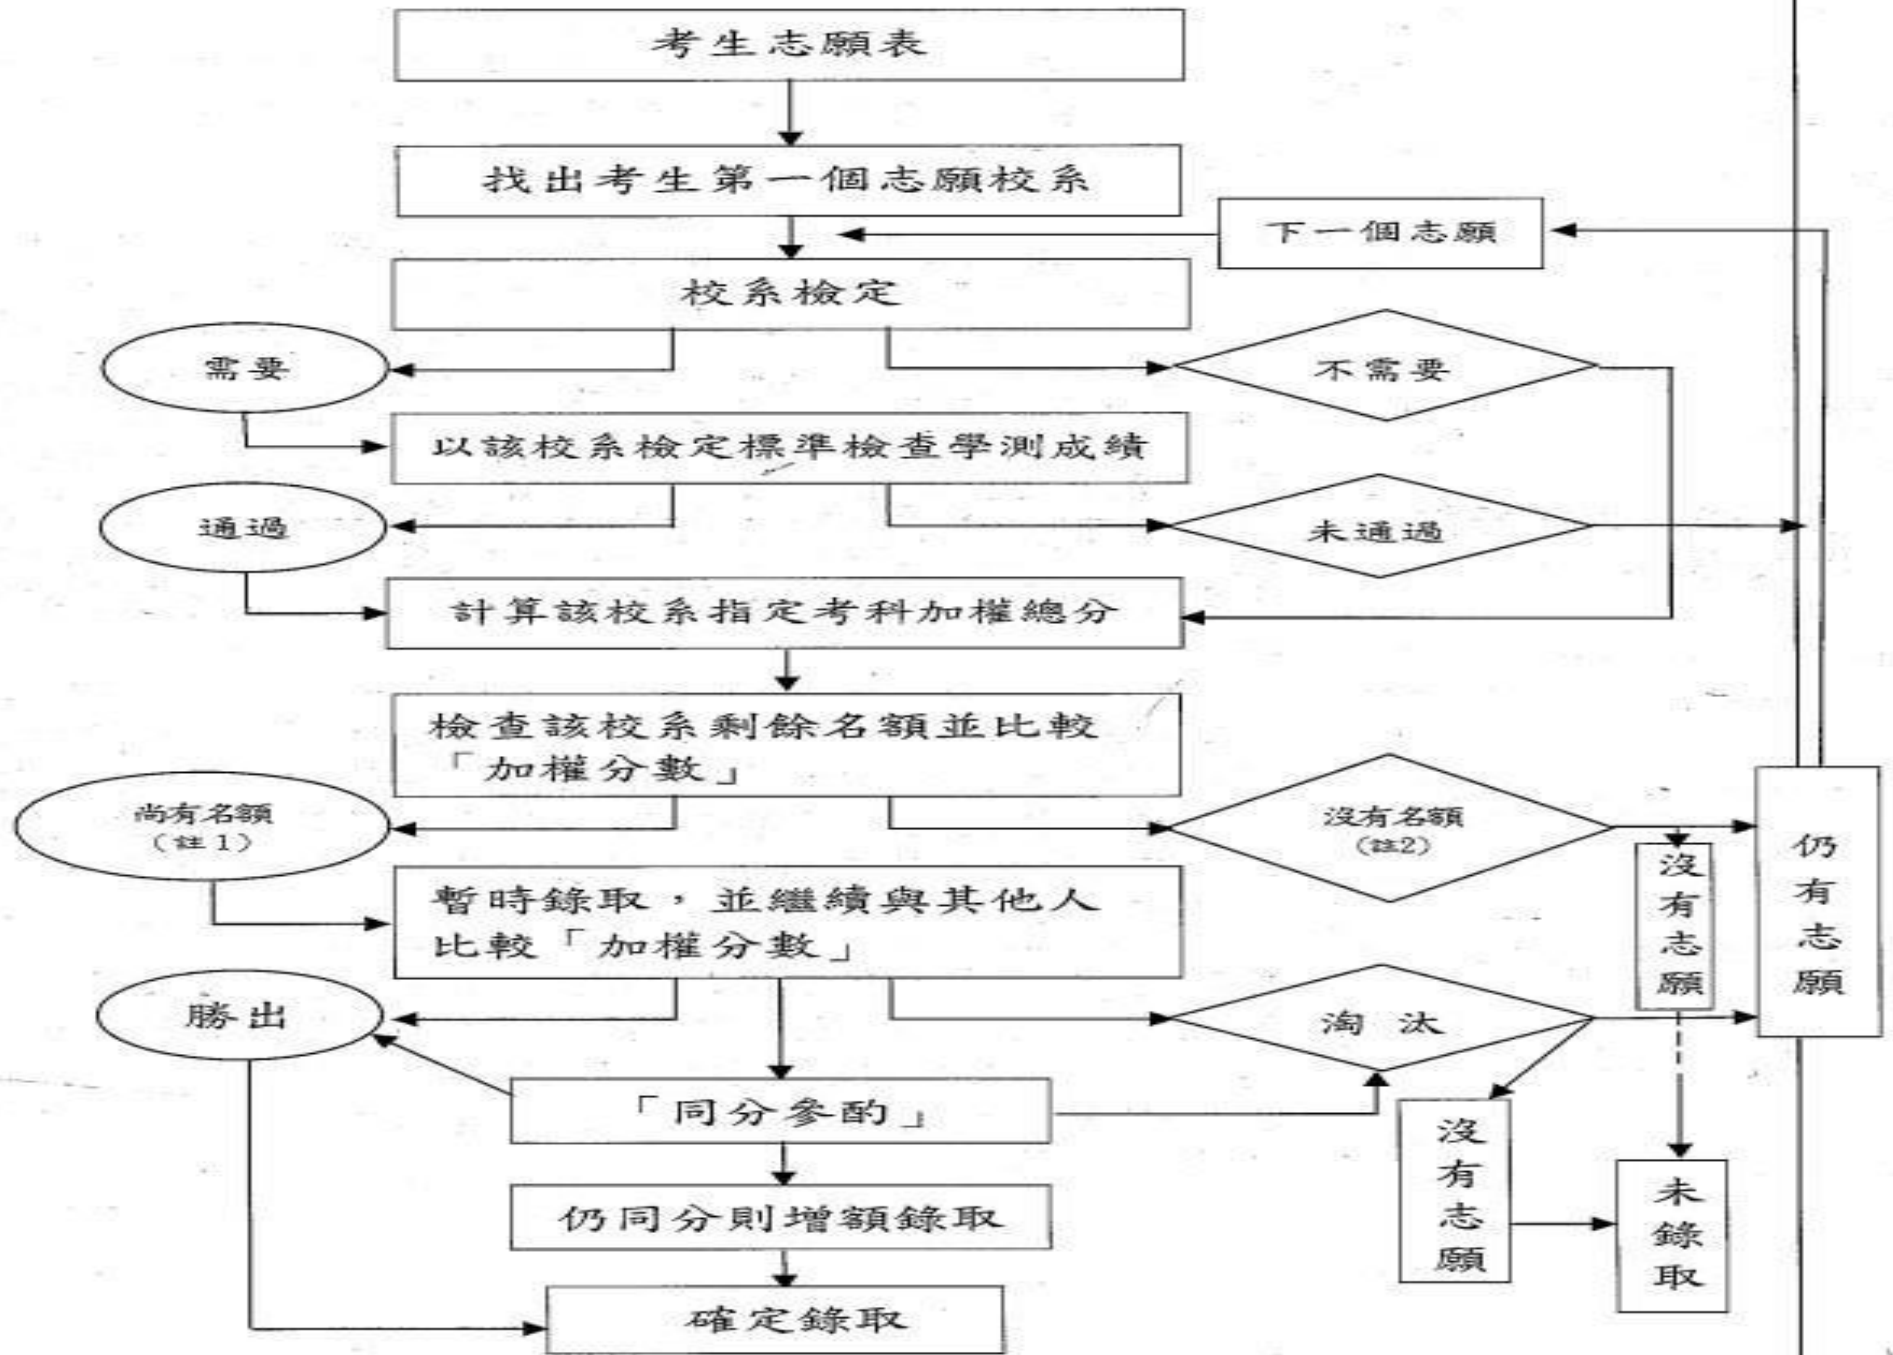 考生志願表
找出考生第一個志願校系
下一個志願
校系檢定
需要
不需要
以該校系檢定標準檢查學測成績
通過
未通過
計算該校系指定考科加權總分
檢查該校系剩餘名額並比較
「加權分數」
尚有名額
(註1)
沒有名額
(註2)
仍有志願
沒有志願
暫時錄取，並繼續與其他人
比較「加權分數」
勝出
淘汰
「同分參酌」
沒有志願
未錄取
仍同分則增額錄取
確定錄取